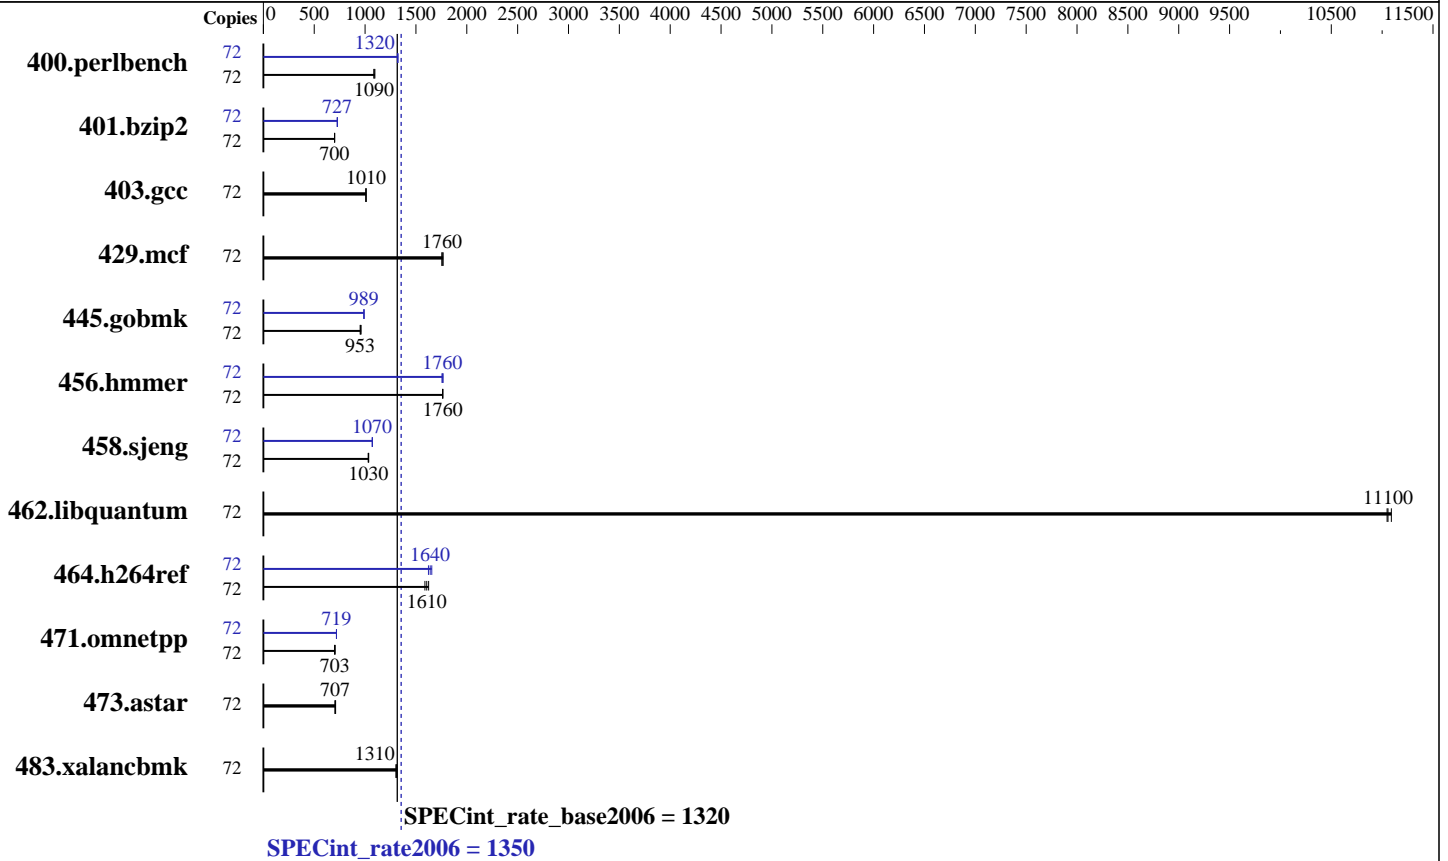 Copies 0 500 1000 1500 2000 2500 3000 3500 4000 4500 5000 5500 6000 6500 7000 7500 8000 8500 9000 9500 10500 11500
400.perlbench 72 1320
72 1090
401.bzip2 72 727
72 700
403.gcc 72 1010
429.mcf 72 1760
445.gobmk 72 989
72 953
456.hmmer 72 1760
72 1760
458.sjeng 72 1070
72 1030
462.libquantum 72 11100
464.h264ref 72 1640
72 1610
471.omnetpp 72 719
72 703
473.astar 72 707
483.xalancbmk 72 1310
SPECint_rate_base2006 = 1320
SPECint_rate2006 = 1350